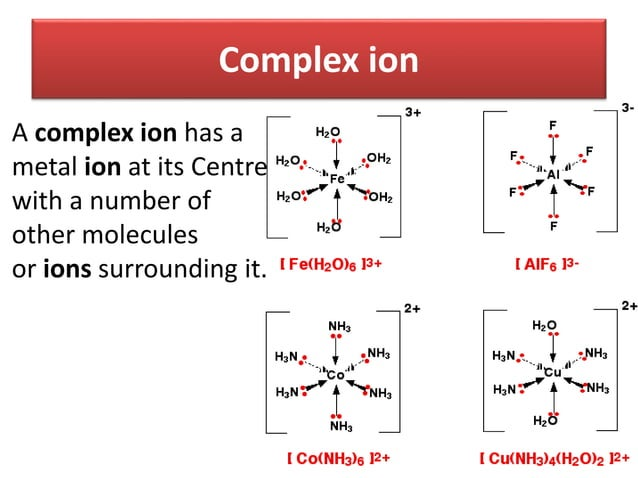 Complex ion
A complex ion has a
metal ion at its Centre
with a number of
other molecules
or ions surrounding it.
3+
H2O
H2O OH2
Fe
H2O OH2
H2O
[ Fe(H2O)6 ]3+
3-
F
F F
Al
F F
F
[ AlF6 ]3-
2+
NH3
H3N NH3
Co
H3N NH3
NH3
[ Co(NH3)6 ]2+
2+
H2O
H3N NH3
Cu
H3N NH3
H2O
[ Cu(NH3)4(H2O)2 ]2+